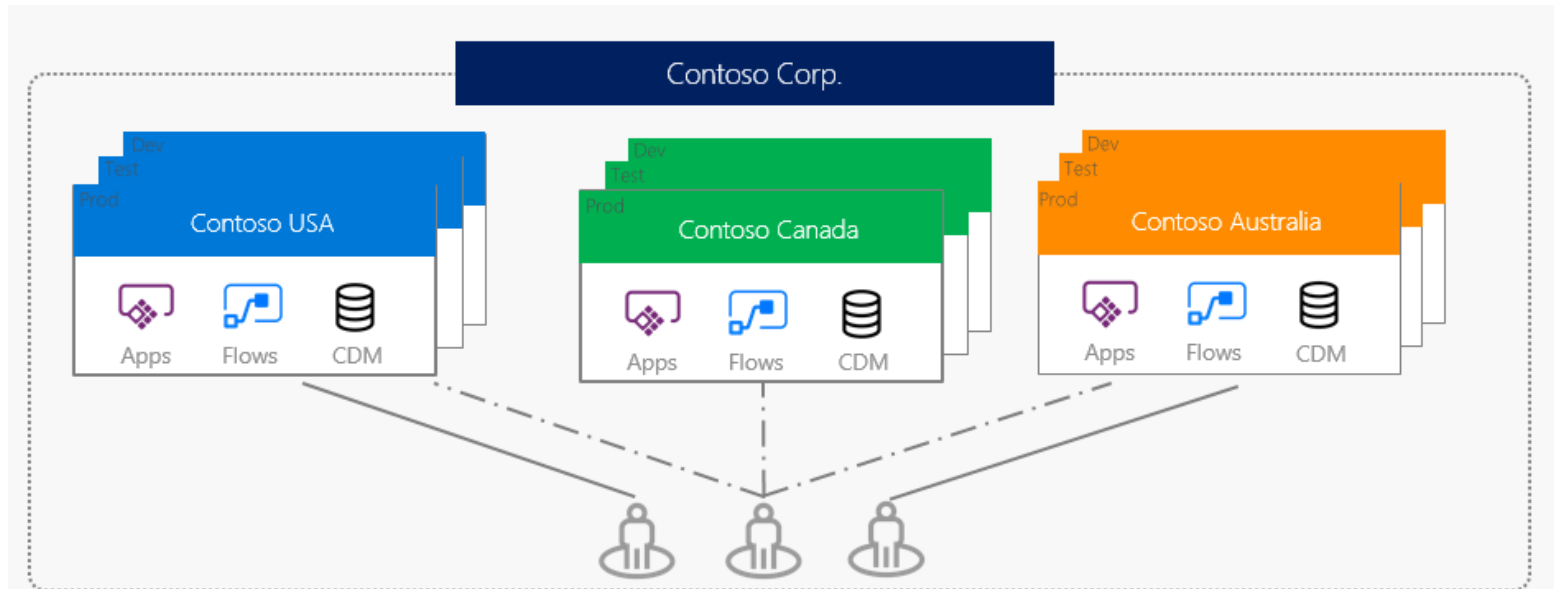 Contoso Corp.
Dev
Test
Prod
Contoso USA
Apps Flows CDM
Dev
Test
Prod
Contoso Canada
Apps Flows CDM
Dev
Test
Prod
Contoso Australia
Apps Flows CDM